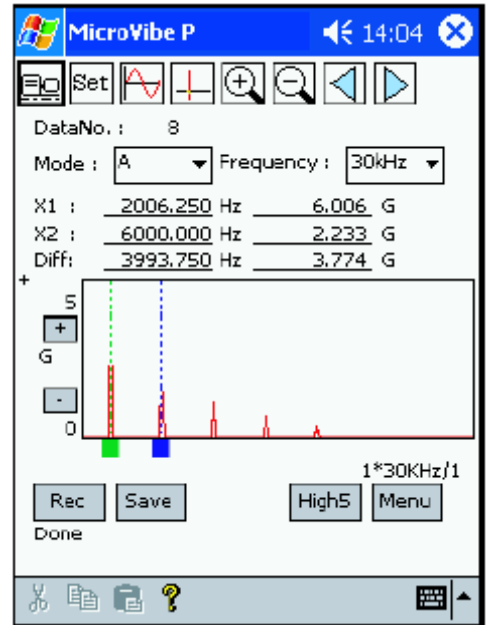 MicroVibe P 14:04
Set
DataNo. : 8
Mode : A Frequency : 30kHz
X1 : 2006.250 Hz 6.006 G
X2 : 6000.000 Hz 2.233 G
Diff: 3993.750 Hz 3.774 G
+
5
+
G
-
0
1*30KHz/1
Rec Save High5 Menu
Done
?